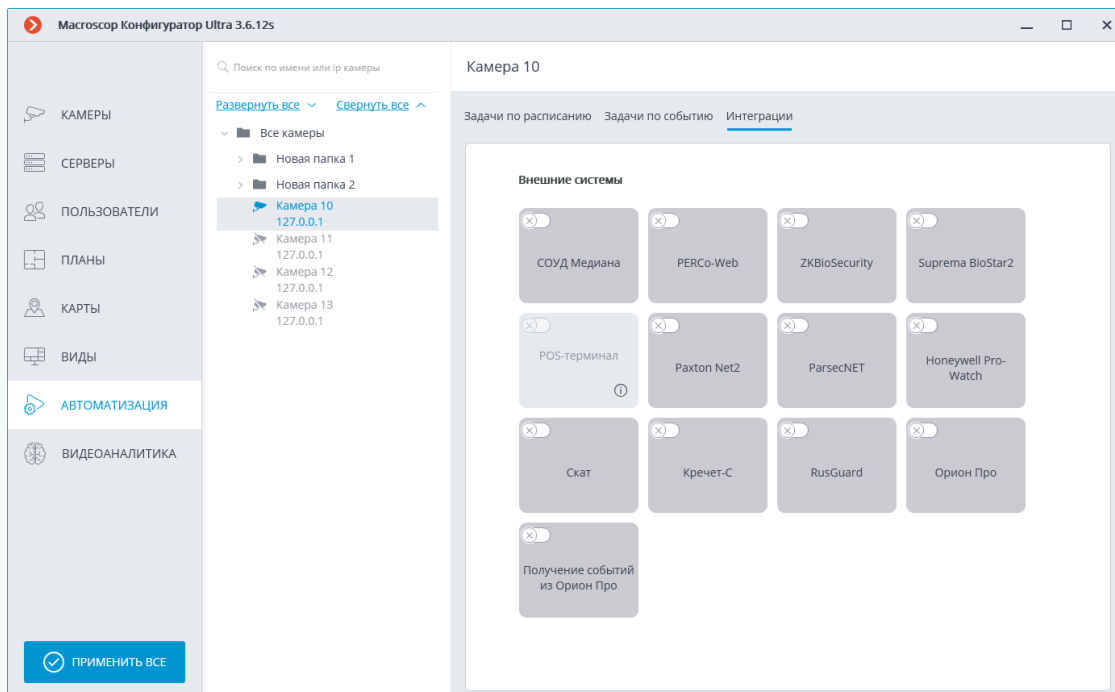 Macroscop Конфигуратор Ultra 3.6.12s
КАМЕРЫ
СЕРВЕРЫ
ПОЛЬЗОВАТЕЛИ
ПЛАНЫ
КАРТЫ
ВИДЫ
АВТОМАТИЗАЦИЯ
ВИДЕОАНАЛИТИКА
ПРИМЕНИТЬ ВСЕ
Поиск по имени или ip камеры
Развернуть все Свернуть все
Все камеры
Новая папка 1
Новая папка 2
Камера 10
127.0.0.1
Камера 11
127.0.0.1
Камера 12
127.0.0.1
Камера 13
127.0.0.1
Камера 10
Задачи по расписанию Задачи по событию Интеграции
Внешние системы
СОУД Медиана
PERCo-Web
ZKBioSecurity
Suprema BioStar2
POS-терминал
Paxton Net2
ParsecNET
Honeywell Pro-
Watch
Скат
Кречет-С
RusGuard
Орион Про
Получение событий
из Орион Про